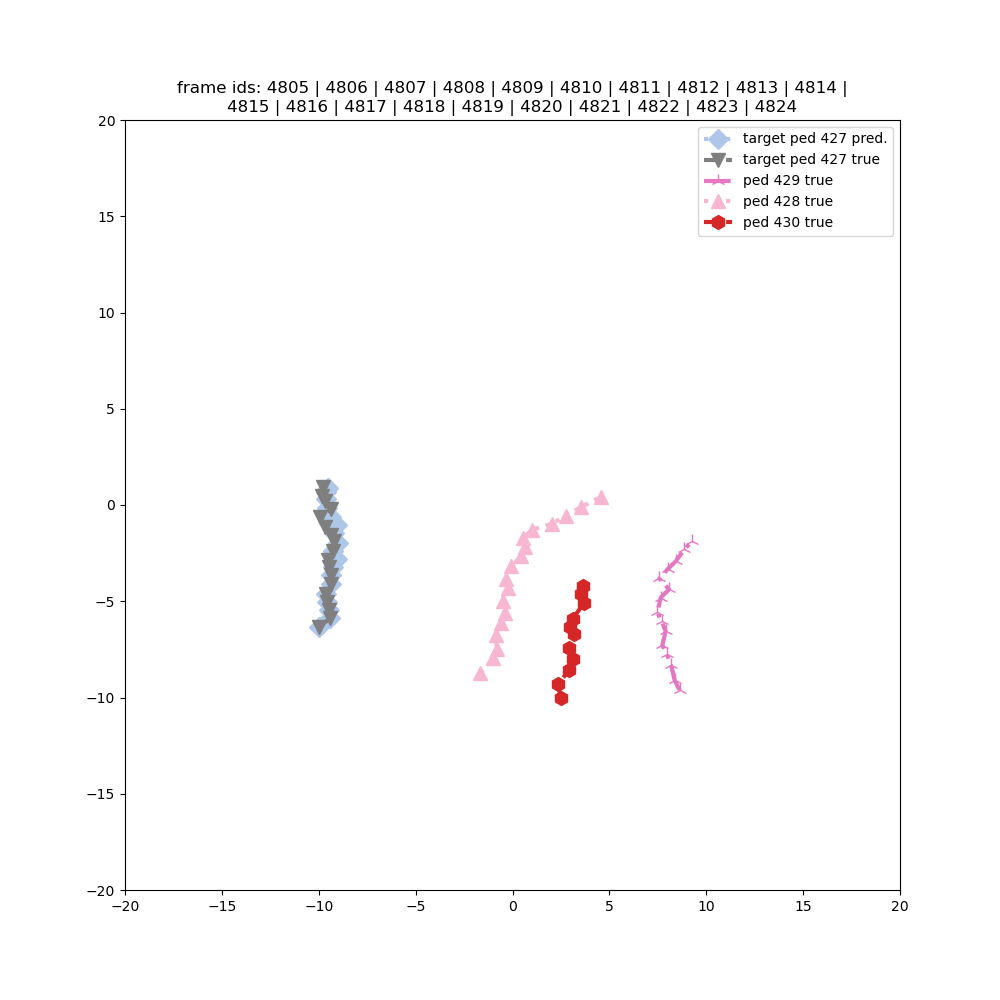 frame ids: 4805 | 4806 | 4807 | 4808 | 4809 | 4810 | 4811 | 4812 | 4813 | 4814 |
4815 | 4816 | 4817 | 4818 | 4819 | 4820 | 4821 | 4822 | 4823 | 4824
target ped 427 pred.
target ped 427 true
ped 429 true
ped 428 true
ped 430 true
20
15
10
5
0
−5
−10
−15
−20
−20 −15 −10 −5 0 5 10 15 20